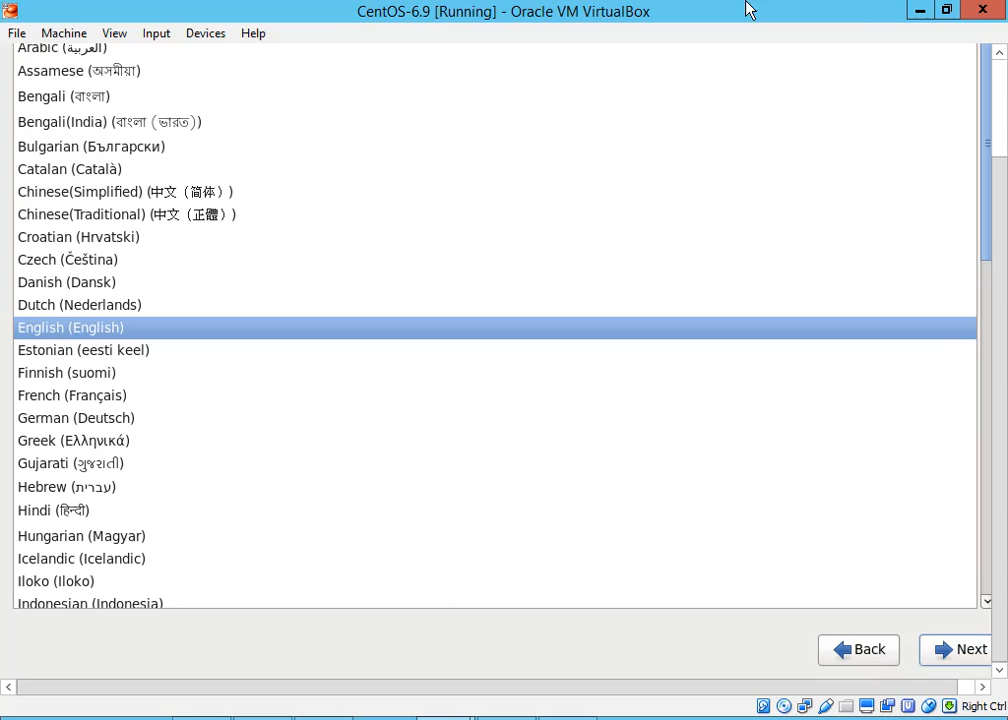 CentOS-6.9 [Running] - Oracle VM VirtualBox
File Machine View Input Devices Help
Arabic (العربية)
Assamese (অসমীয়া)
Bengali (বাংলা)
Bengali(India) (বাংলা (ভারত))
Bulgarian (Български)
Catalan (Català)
Chinese(Simplified) (中文（简体）)
Chinese(Traditional) (中文（正體）)
Croatian (Hrvatski)
Czech (Čeština)
Danish (Dansk)
Dutch (Nederlands)
English (English)
Estonian (eesti keel)
Finnish (suomi)
French (Français)
German (Deutsch)
Greek (Ελληνικά)
Gujarati (ગુજરાતી)
Hebrew (עברית)
Hindi (हिन्दी)
Hungarian (Magyar)
Icelandic (Icelandic)
Iloko (Iloko)
Indonesian (Indonesia)
Back Next
Right Ctrl